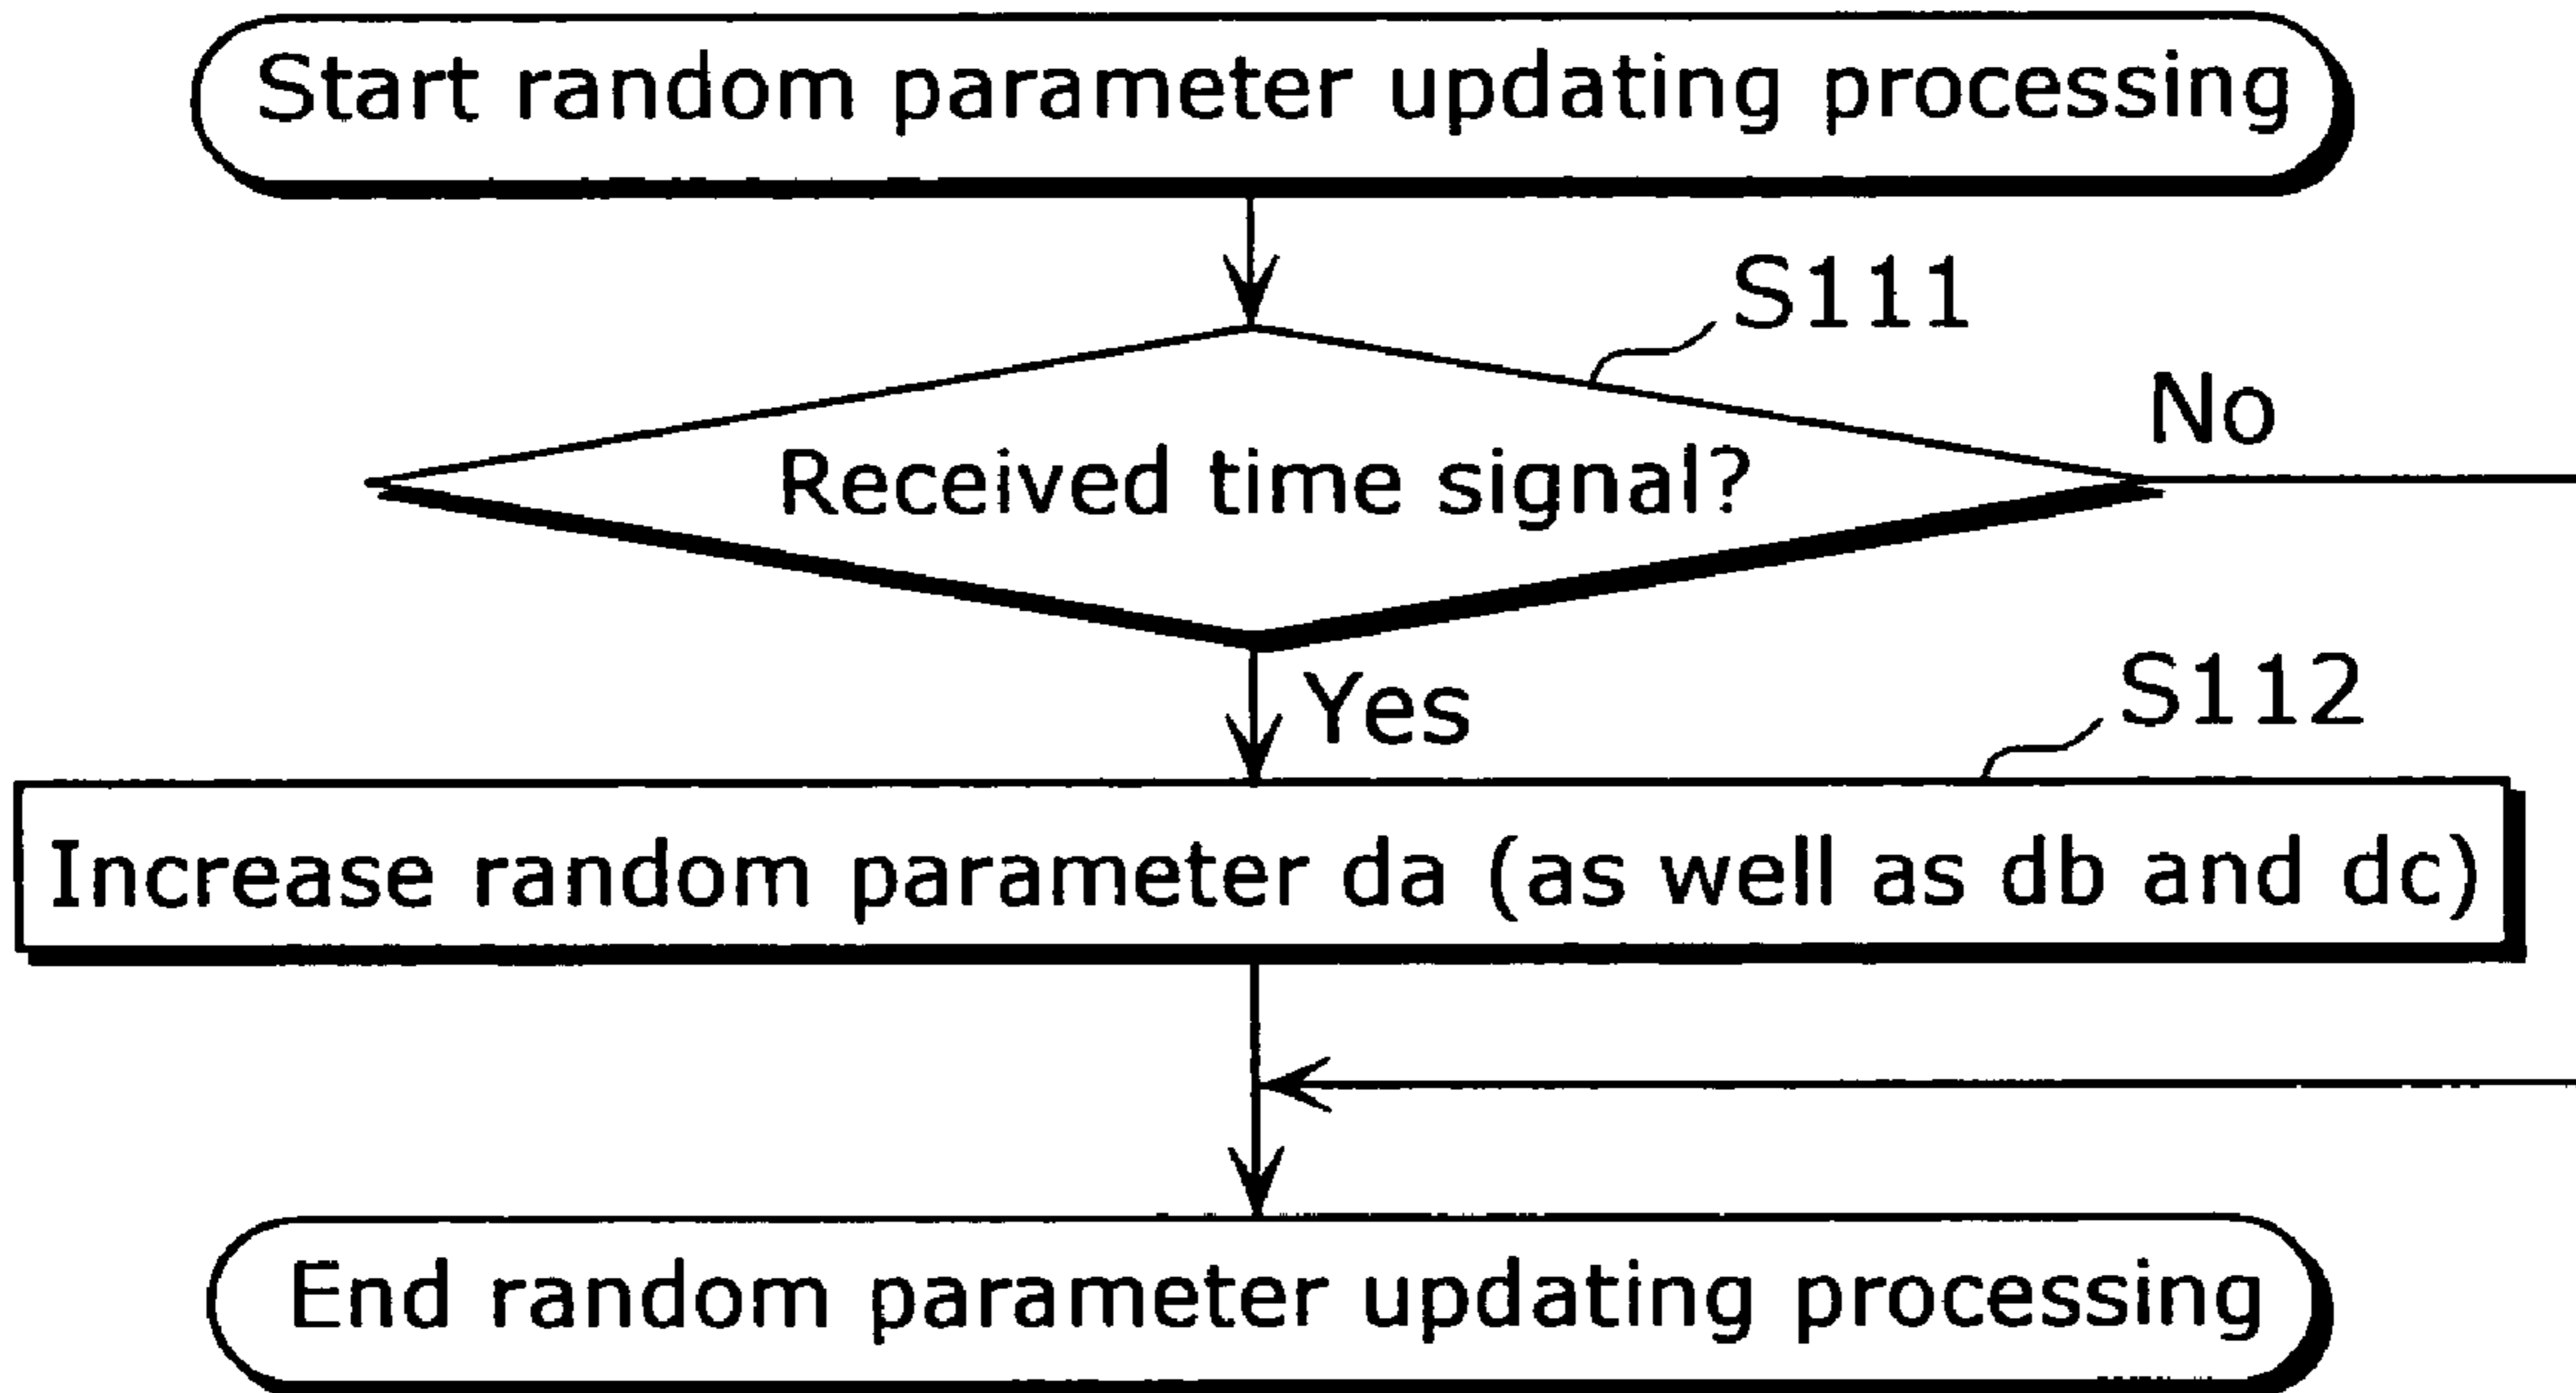 Start random parameter updating processing
S111
Received time signal?
No
Yes
S112
Increase random parameter da (as well as db and dc)
End random parameter updating processing